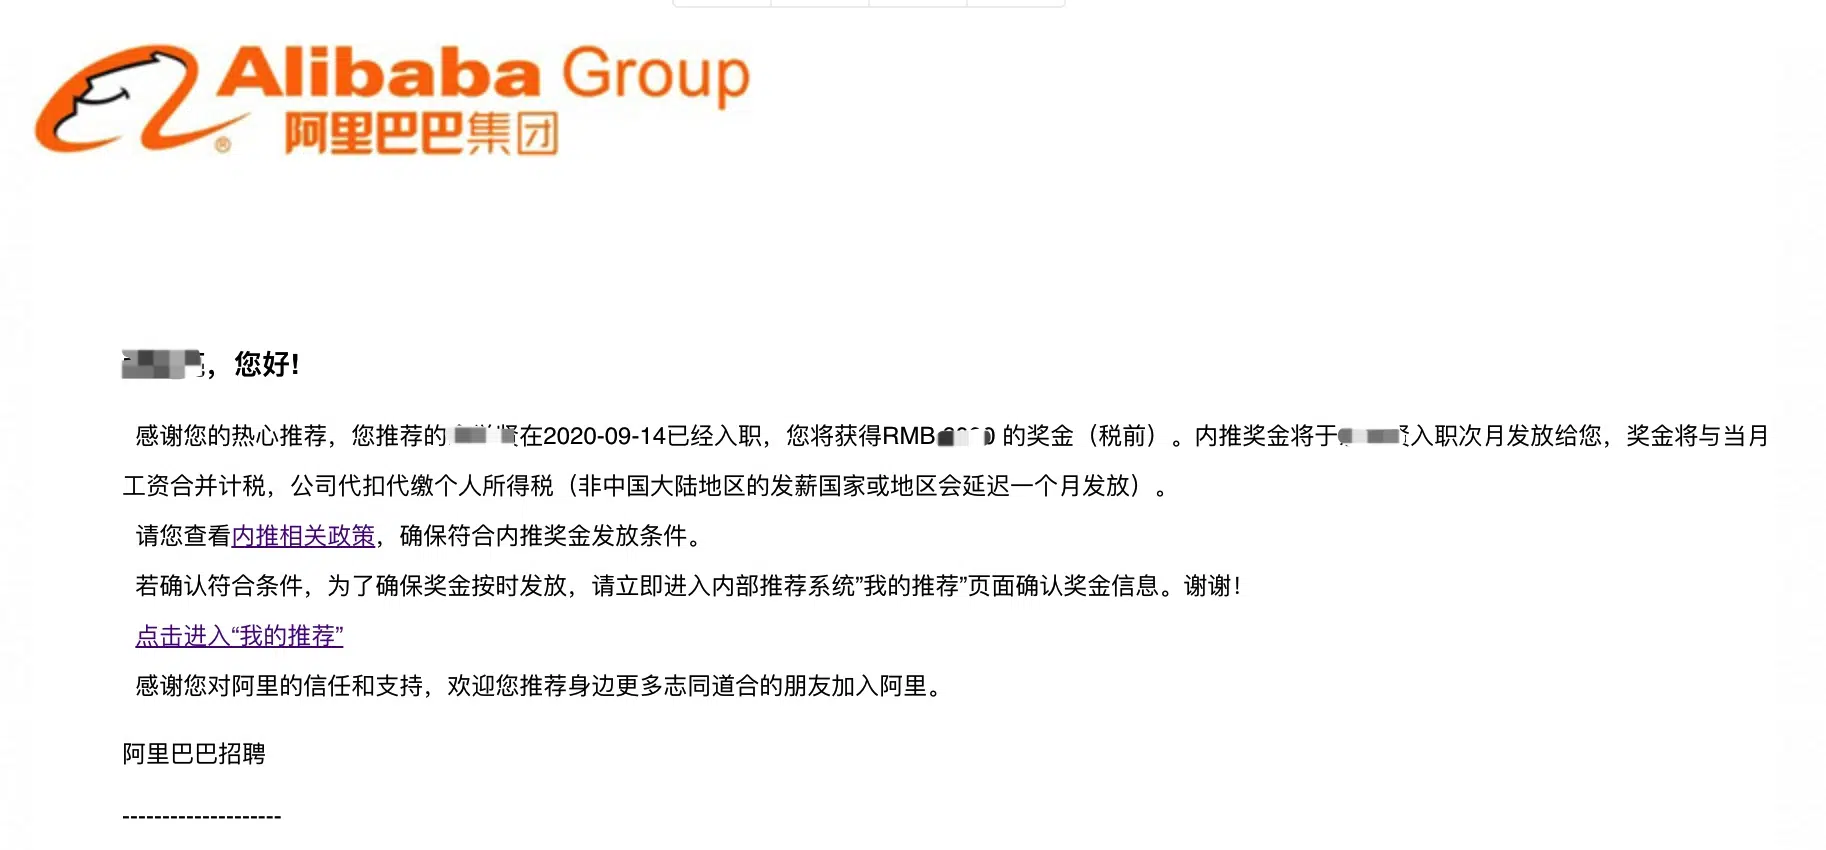 Alibaba Group
阿里巴巴集团
，您好！
感谢您的热心推荐，您推荐的在2020-09-14已经入职，您将获得RMB 的奖金（税前）。内推奖金将于入职次月发放给您，奖金将与当月
工资合并计税，公司代扣代缴个人所得税（非中国大陆地区的发薪国家或地区会延迟一个月发放）。
请您查看内推相关政策，确保符合内推奖金发放条件。
若确认符合条件，为了确保奖金按时发放，请立即进入内部推荐系统”我的推荐”页面确认奖金信息。谢谢！
点击进入“我的推荐”
感谢您对阿里的信任和支持，欢迎您推荐身边更多志同道合的朋友加入阿里。
阿里巴巴招聘
--------------------